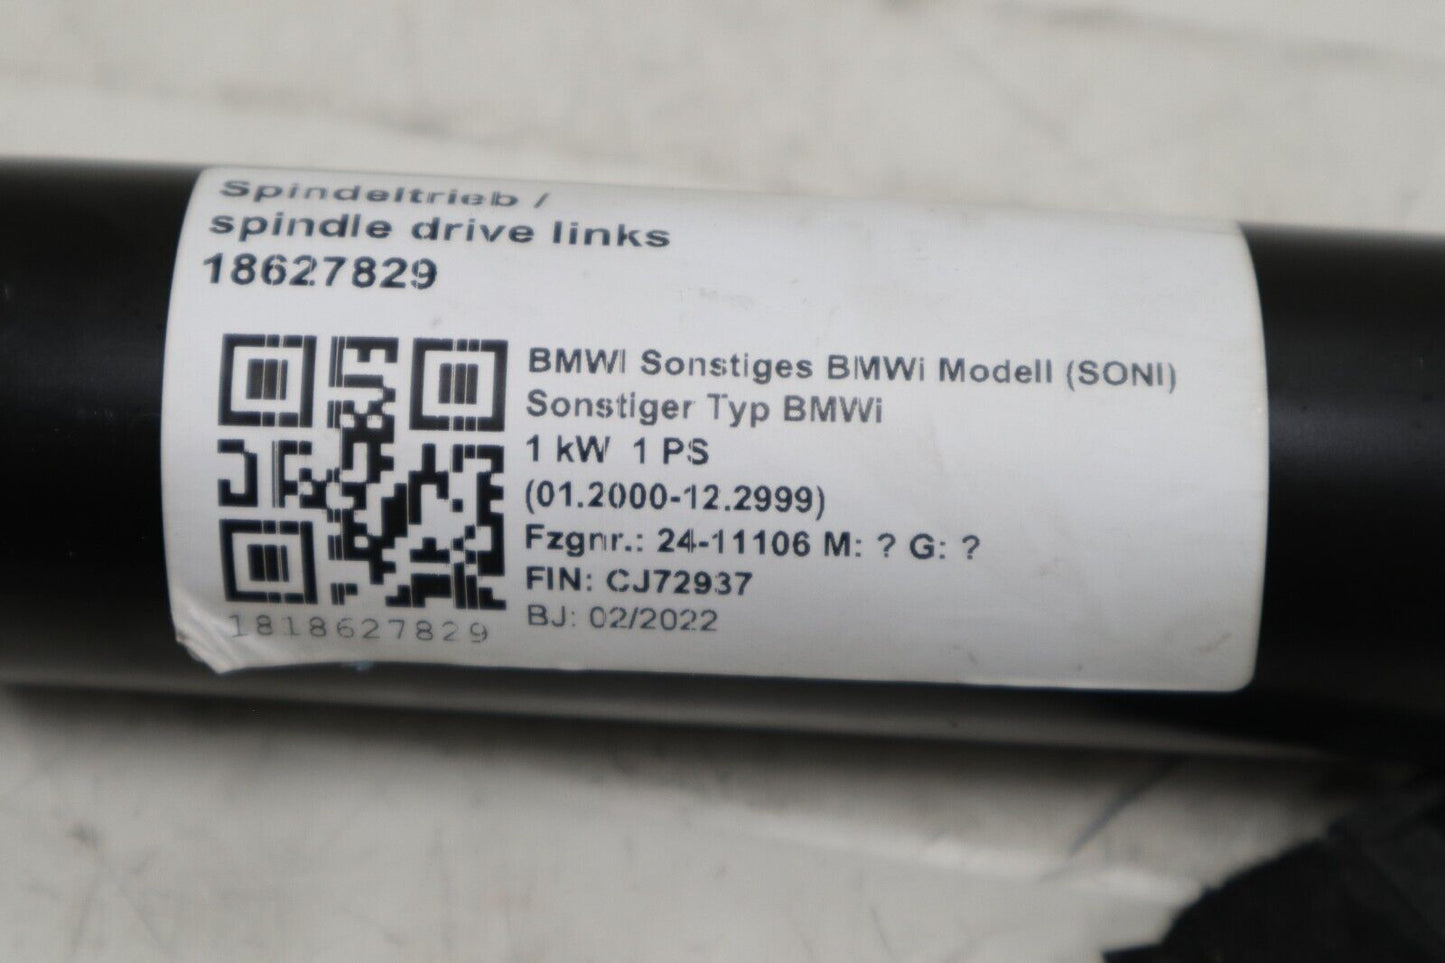 Spindeltrieb /
spindle drive links
18627829
BMWI Sonstiges BMWi Modell (SONI)
Sonstiger Typ BMWi
1 kW 1 PS
(01.2000-12.2999)
Fzgnr.: 24-11106 M: ? G: ?
FIN: CJ72937
BJ: 02/2022
1818627829